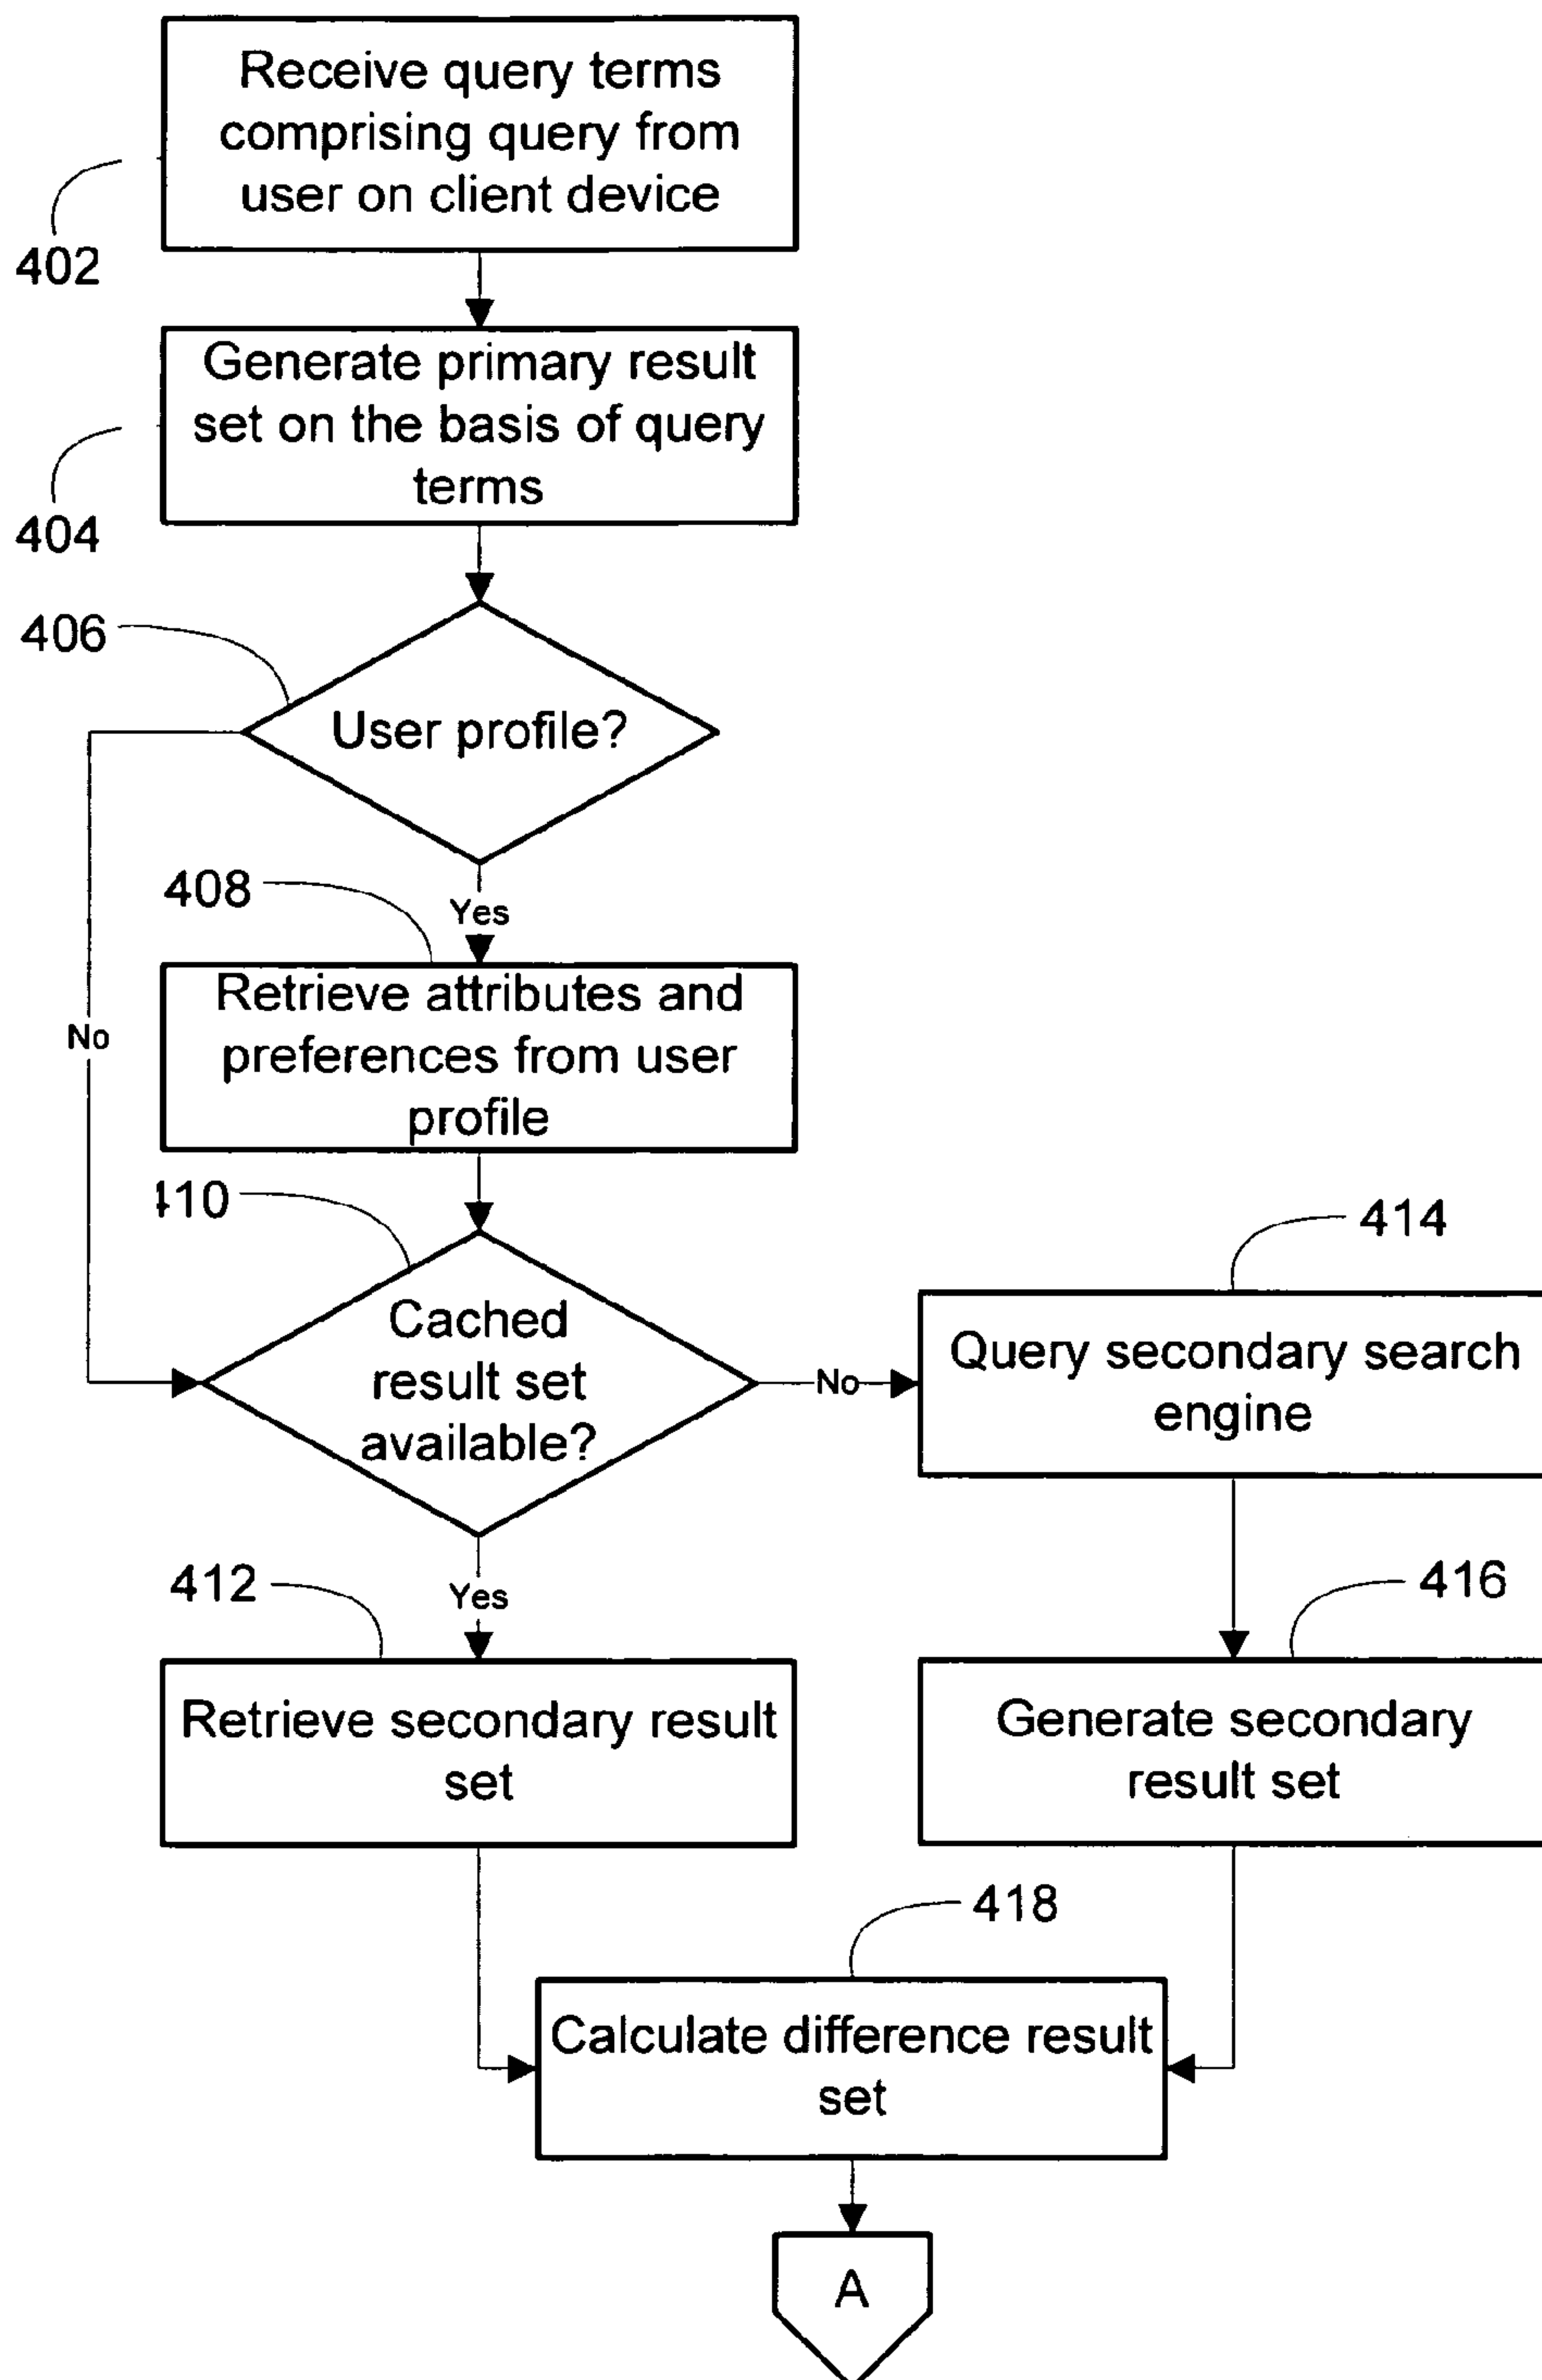 Receive query terms
comprising query from
user on client device
402
Generate primary result
set on the basis of query
terms
404
406
User profile?
408
Yes
No
Retrieve attributes and
preferences from user
profile
410
414
Cached
result set
available?
No
Query secondary search
engine
412
Yes
416
Retrieve secondary result
set
Generate secondary
result set
418
Calculate difference result
set
A